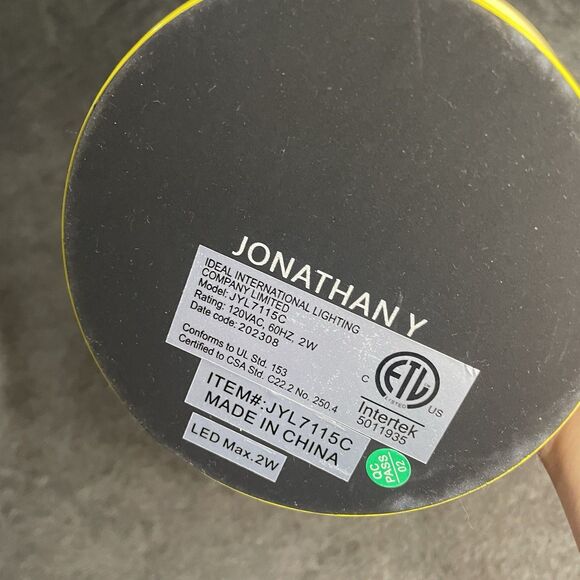 JONATHAN Y
IDEAL INTERNATIONAL LIGHTING
COMPANY LIMITED
Model: JYL7115C
Rating: 120VAC, 60HZ, 2W
Date code: 202308
Conforms to UL Std. 153
Certified to CSA Std. C22.2 No. 250.4
C ETL US
LISTED
Intertek
5011935
ITEM#:JYL7115C
MADE IN CHINA
LED Max.2W
QC
PASS
02